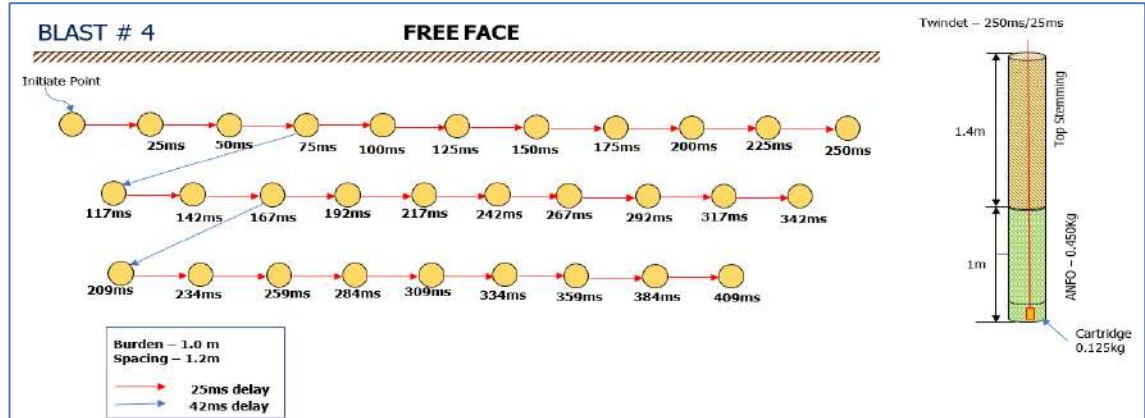 BLAST # 4
FREE FACE
Twindet – 250ms/25ms
Initiate Point
25ms
50ms
75ms
100ms
125ms
150ms
175ms
200ms
225ms
250ms
117ms
142ms
167ms
192ms
217ms
242ms
267ms
292ms
317ms
342ms
209ms
234ms
259ms
284ms
309ms
334ms
359ms
384ms
409ms
1.4m
Top Stemming
1m
ANFO – 0.450Kg
Cartridge
0.125kg
Burden – 1.0 m
Spacing – 1.2m
25ms delay
42ms delay